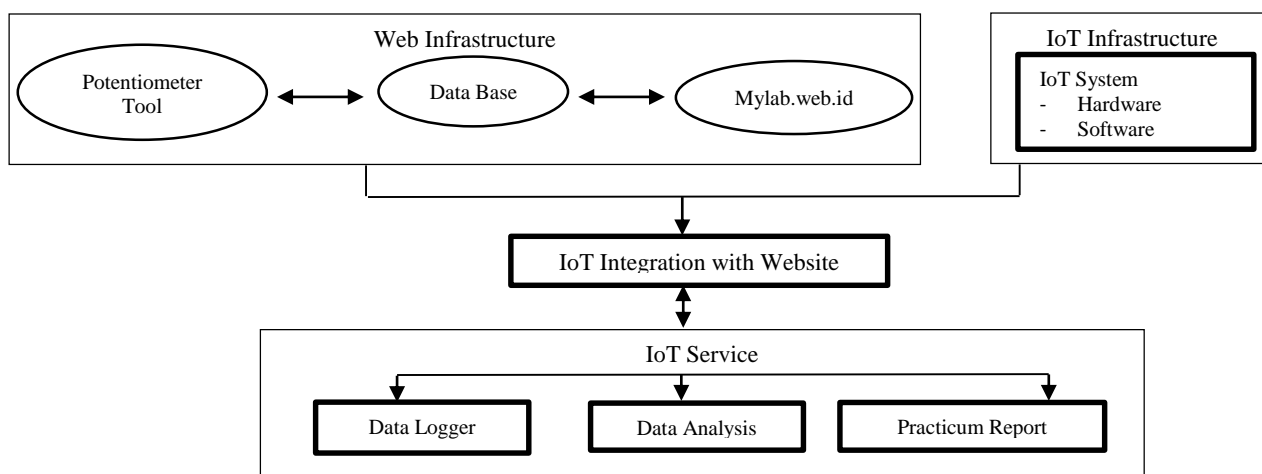 Web Infrastructure
Potentiometer
Tool
Data Base
Mylab.web.id
IoT Infrastructure
IoT System
- Hardware
- Software
IoT Integration with Website
IoT Service
Data Logger
Data Analysis
Practicum Report